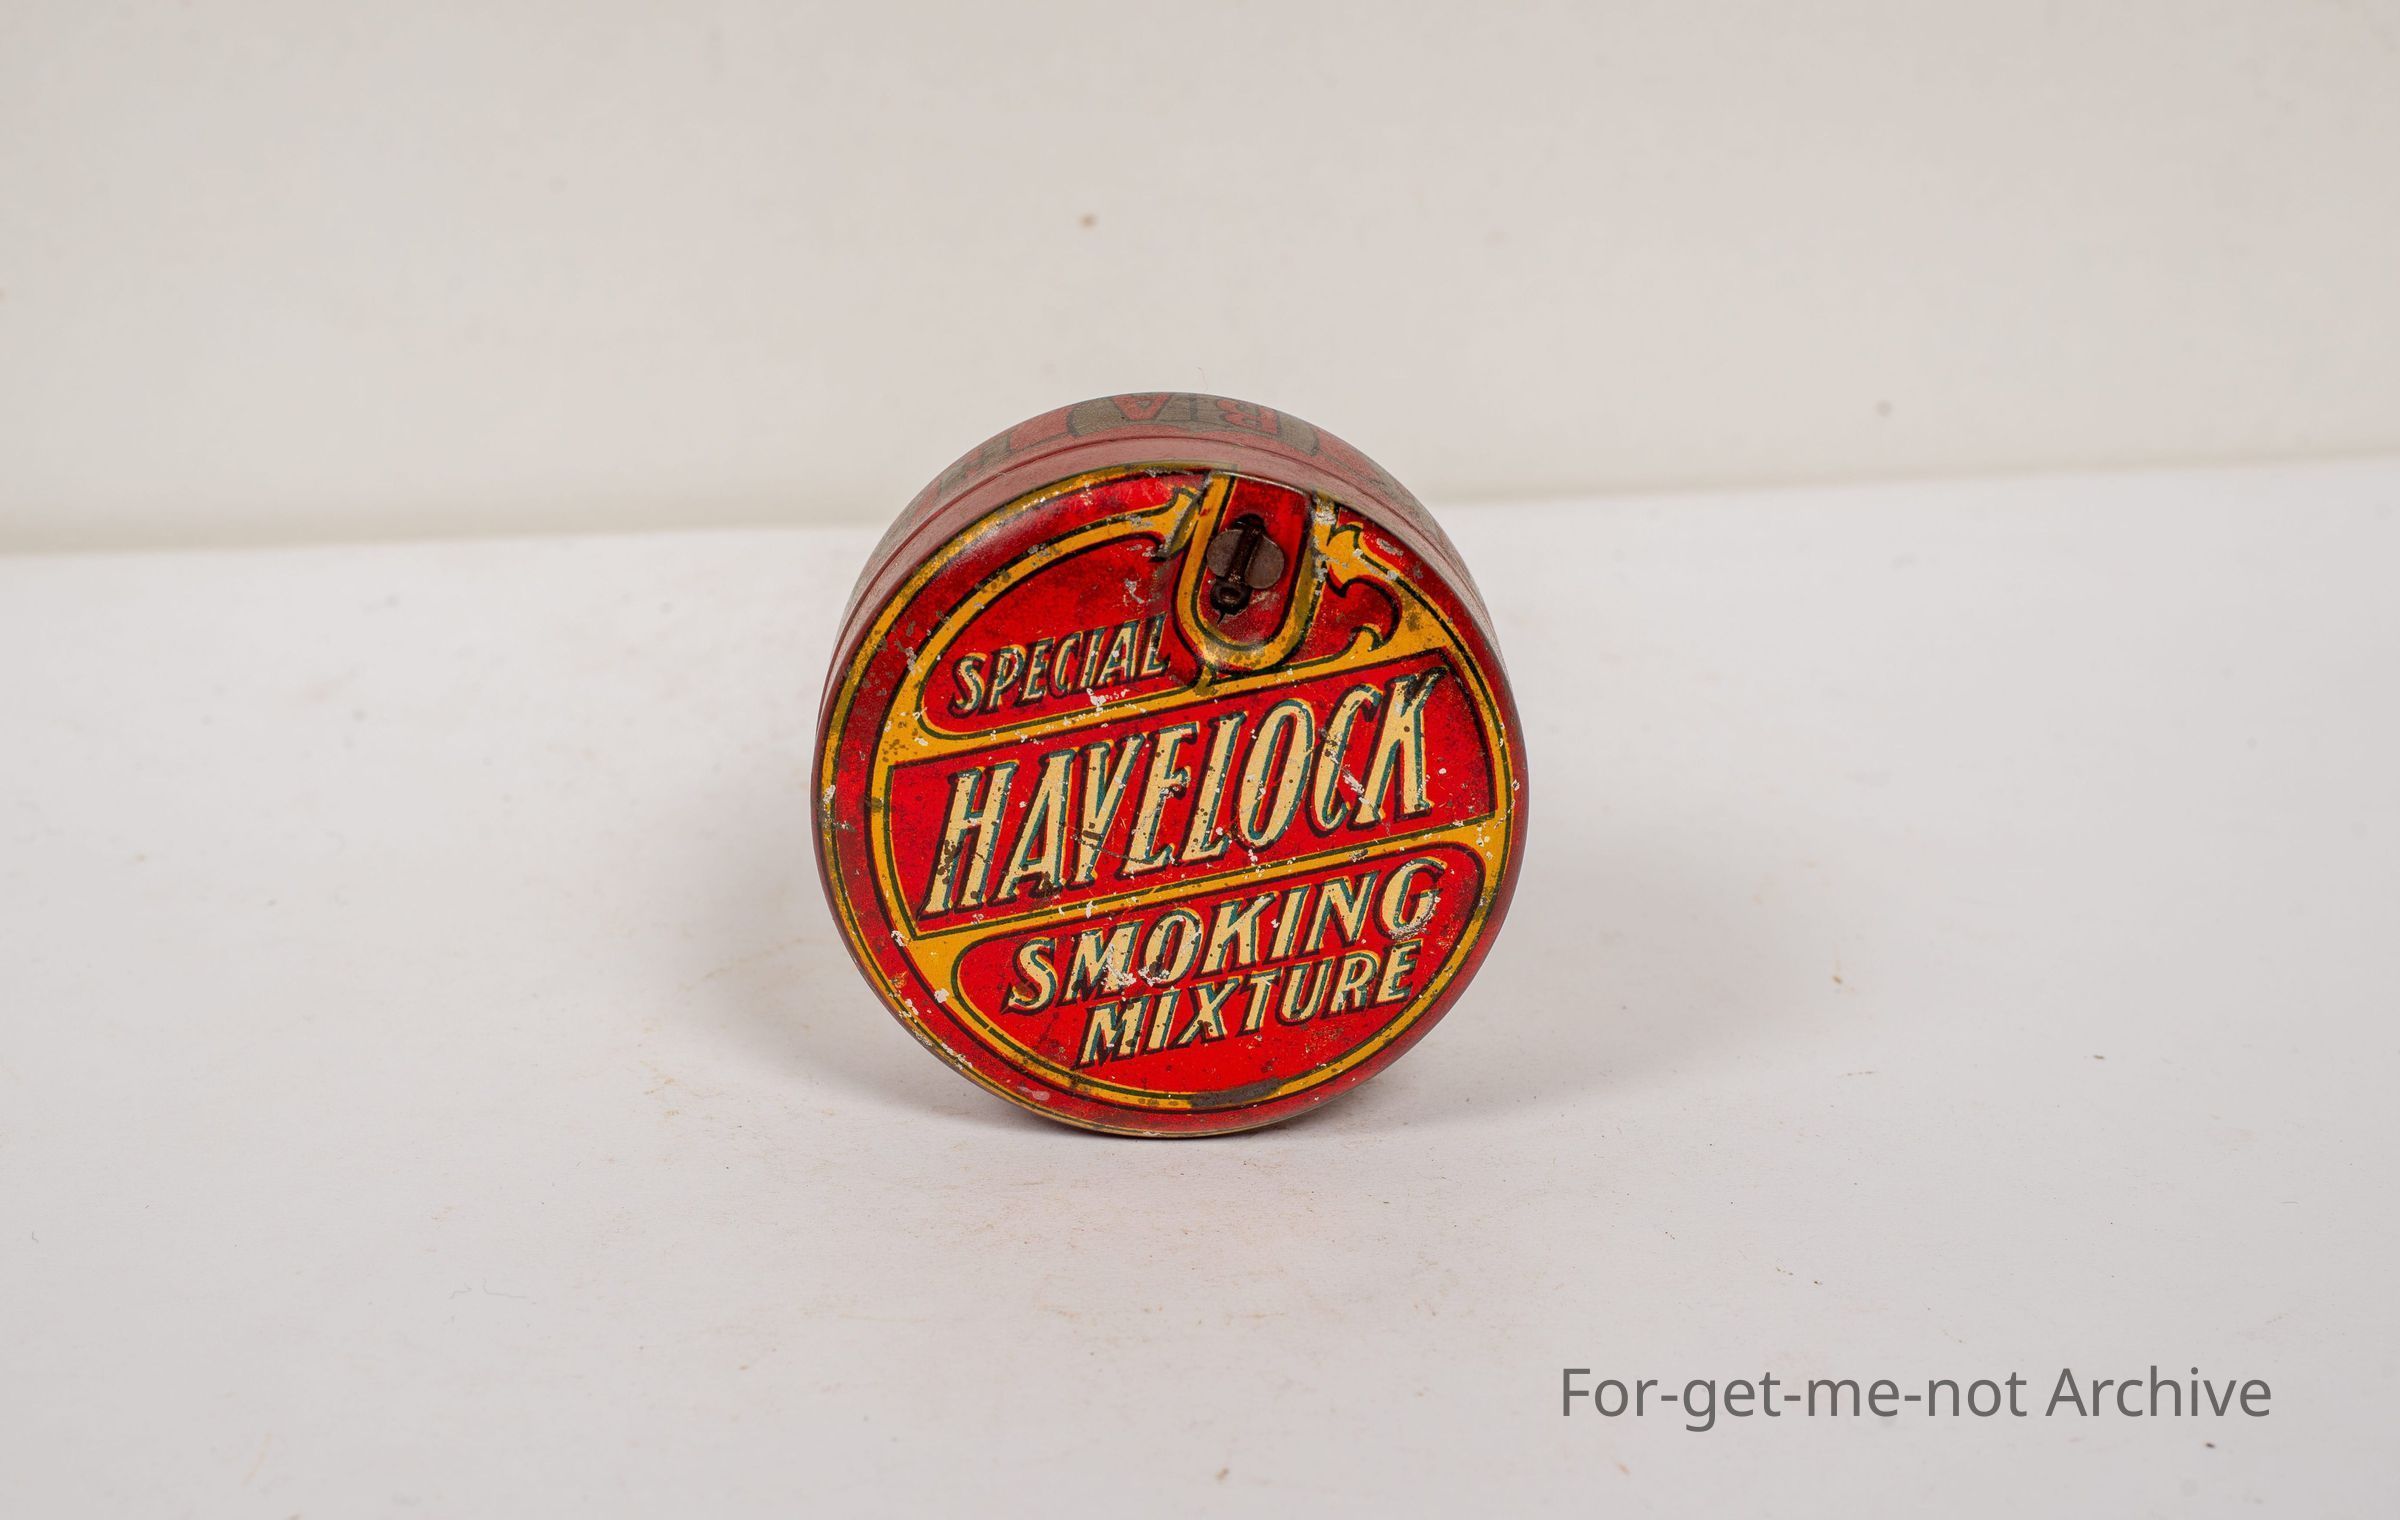 SPECIAL
HAVELOCK
SMOKING
MIXTURE
For-get-me-not Archive